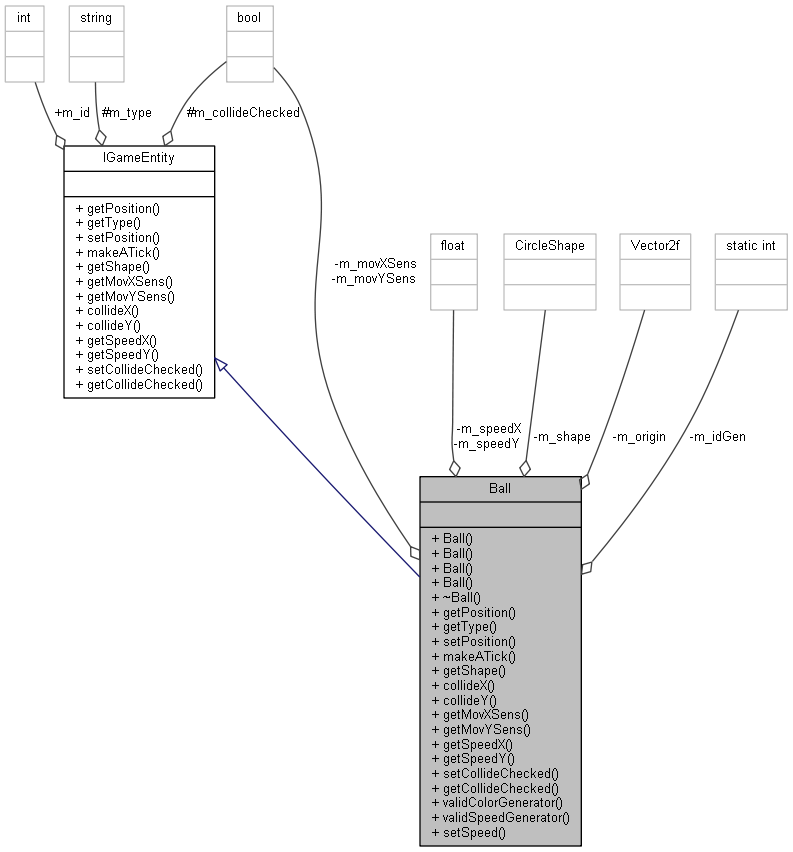 int
string
bool
+m_id
#m_type
#m_collideChecked
IGameEntity
+ getPosition()
+ getType()
+ setPosition()
+ makeATick()
+ getShape()
+ getMovXSens()
+ getMovYSens()
+ collideX()
+ collideY()
+ getSpeedX()
+ getSpeedY()
+ setCollideChecked()
+ getCollideChecked()
-m_movXSens
-m_movYSens
float
CircleShape
Vector2f
static int
-m_speedX
-m_speedY
-m_shape
-m_origin
-m_idGen
Ball
+ Ball()
+ Ball()
+ Ball()
+ Ball()
+ ~Ball()
+ getPosition()
+ getType()
+ setPosition()
+ makeATick()
+ getShape()
+ collideX()
+ collideY()
+ getMovXSens()
+ getMovYSens()
+ getSpeedX()
+ getSpeedY()
+ setCollideChecked()
+ getCollideChecked()
+ validColorGenerator()
+ validSpeedGenerator()
+ setSpeed()